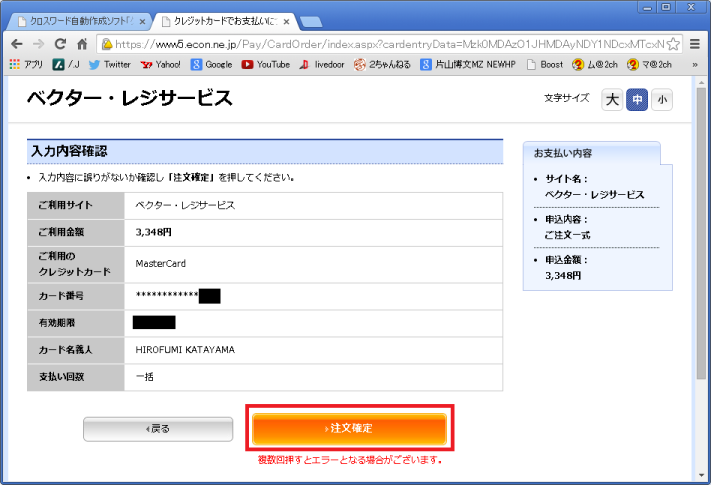 クロスワード自動作成ソフト「
クレジットカードでお支払いに
https://www5.econ.ne.jp/Pay/CardOrder/index.aspx?cardentryData=Mzk0MDAzO1JHMDAyNDY1NDcxMTcxN
アプリ /.J Twitter Yahoo! Google YouTube livedoor 2ちゃんねる 片山博文MZ NEWHP Boost ム@2ch マ@2ch »
ベクター・レジサービス
文字サイズ 大 中 小
入力内容確認
• 入力内容に誤りがないか確認し「注文確定」を押してください。
ご利用サイト ベクター・レジサービス
ご利用金額 3,348円
ご利用の
クレジットカード MasterCard
カード番号 ************
有効期限
カード名義人 HIROFUMI KATAYAMA
支払い回数 一括
戻る 注文確定
複数回押すとエラーとなる場合がございます。
お支払い内容
• サイト名：
ベクター・レジサービス
• 申込内容：
ご注文一式
• 申込金額：
3,348円